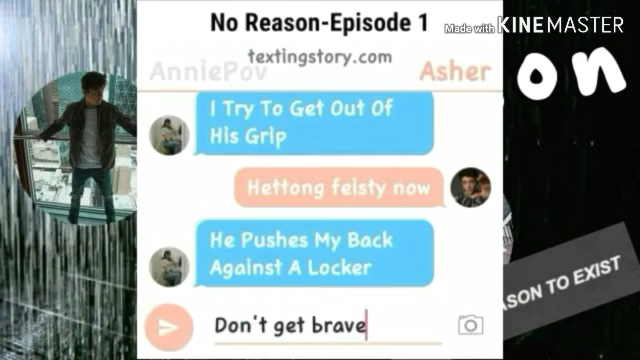 No Reason-Episode 1
Made with KINEMASTER
textingstory.com
AnniePov
Asher
on
I Try To Get Out Of
His Grip
Hettong felsty now
He Pushes My Back
Against A Locker
SON TO EXIST
Don't get brave